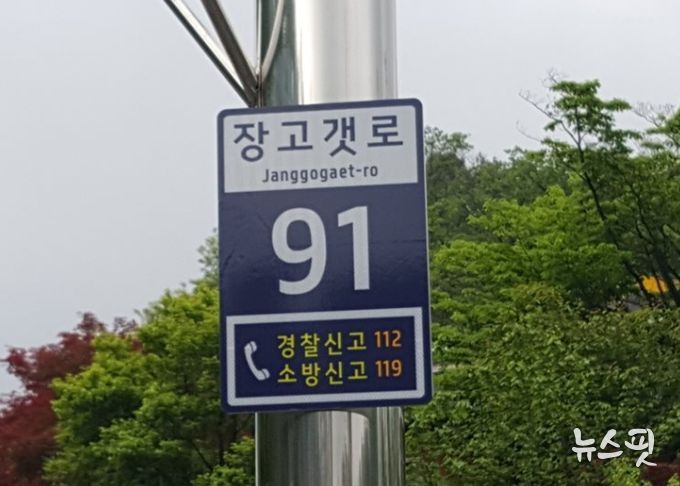 장고갯로
Janggogaet-ro
91
경찰신고 112
소방신고 119
뉴스핏